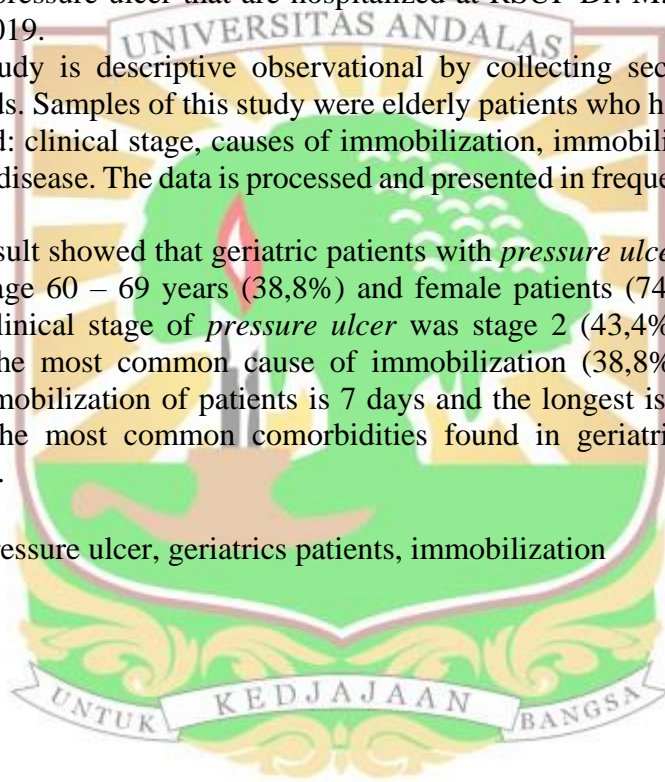 pressure ulcer that are hospitalized at RSUP Dr. M.
019.
UNIVERSITAS ANDALAS
udy is descriptive observational by collecting sec
ls. Samples of this study were elderly patients who h
d: clinical stage, causes of immobilization, immobili
disease. The data is processed and presented in freque
sult showed that geriatric patients with pressure ulce
age 60 – 69 years (38,8%) and female patients (74
linical stage of pressure ulcer was stage 2 (43,4%
he most common cause of immobilization (38,8%
mobilization of patients is 7 days and the longest is
he most common comorbidities found in geriatri
.
ressure ulcer, geriatrics patients, immobilization
UNTUK KEDJAJAAN BANGSA